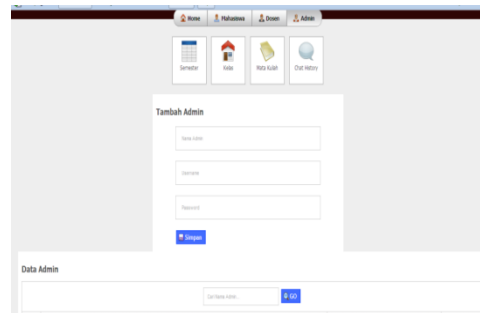 Home Mahasiswa Dosen Admin
Semester Kelas Mata Kuliah Chat History
Tambah Admin
Nama Admin
Username
Password
Simpan
Data Admin
Cari Nama Admin... GO